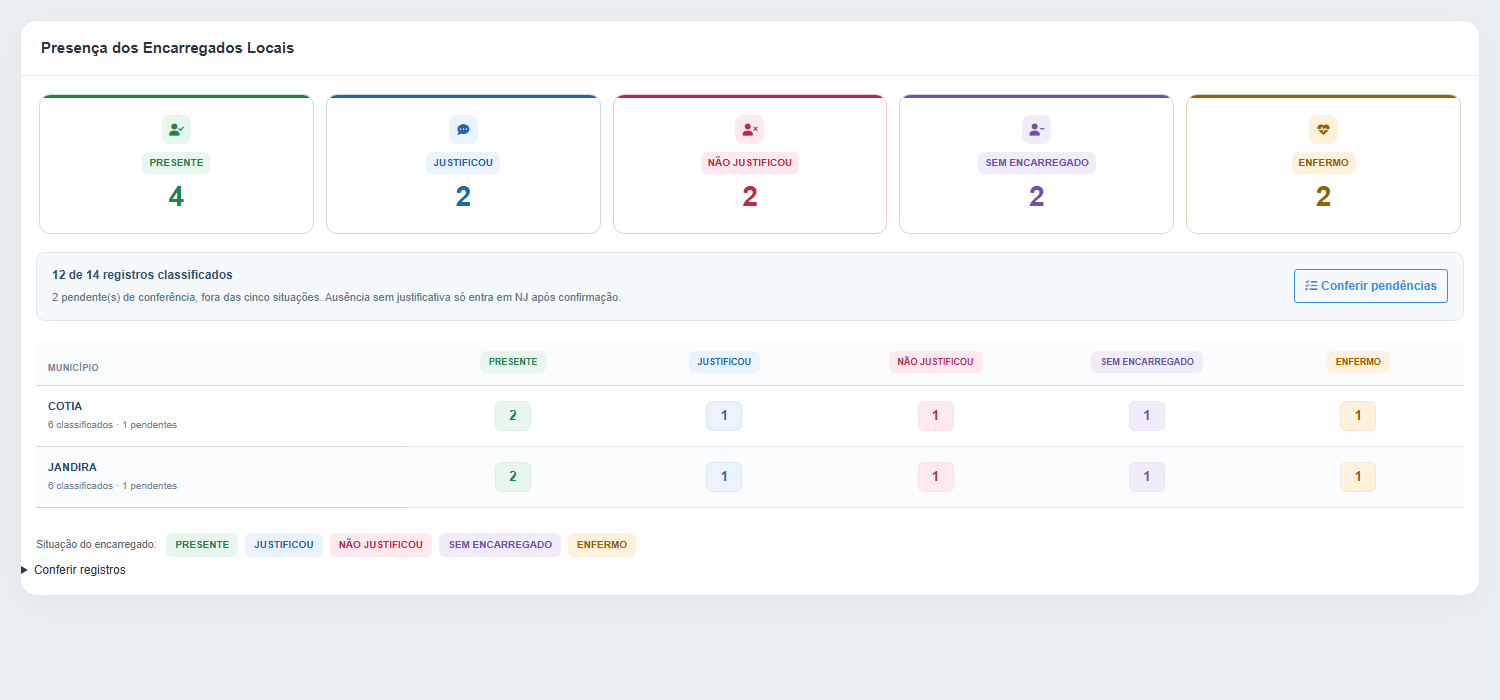 Presença dos Encarregados Locais
PRESENTE JUSTIFICOU NÃO JUSTIFICOU SEM ENCARREGADO ENFERMO
4 2 2 2 2
12 de 14 registros classificados
2 pendente(s) de conferência, fora das cinco situações. Ausência sem justificativa só entra em NJ após confirmação.
Conferir pendências
MUNICÍPIO PRESENTE JUSTIFICOU NÃO JUSTIFICOU SEM ENCARREGADO ENFERMO
COTIA
6 classificados · 1 pendentes
2 1 1 1 1
JANDIRA
6 classificados · 1 pendentes
2 1 1 1 1
Situação do encarregado: PRESENTE JUSTIFICOU NÃO JUSTIFICOU SEM ENCARREGADO ENFERMO
Conferir registros